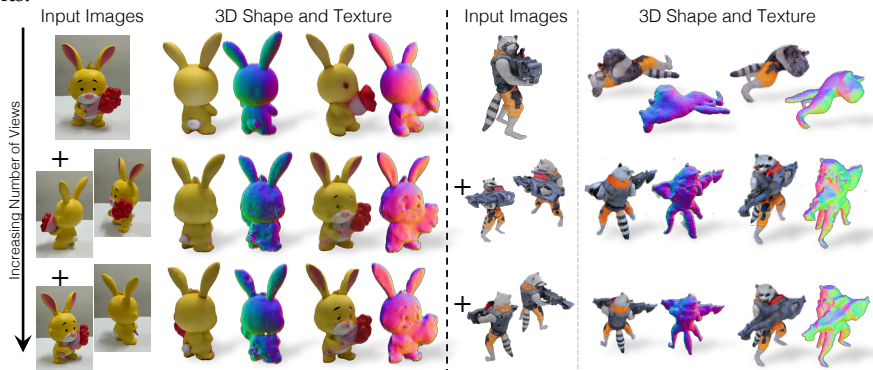 Input Images
3D Shape and Texture
Input Images
3D Shape and Texture
Increasing Number of Views
+
+
+
+